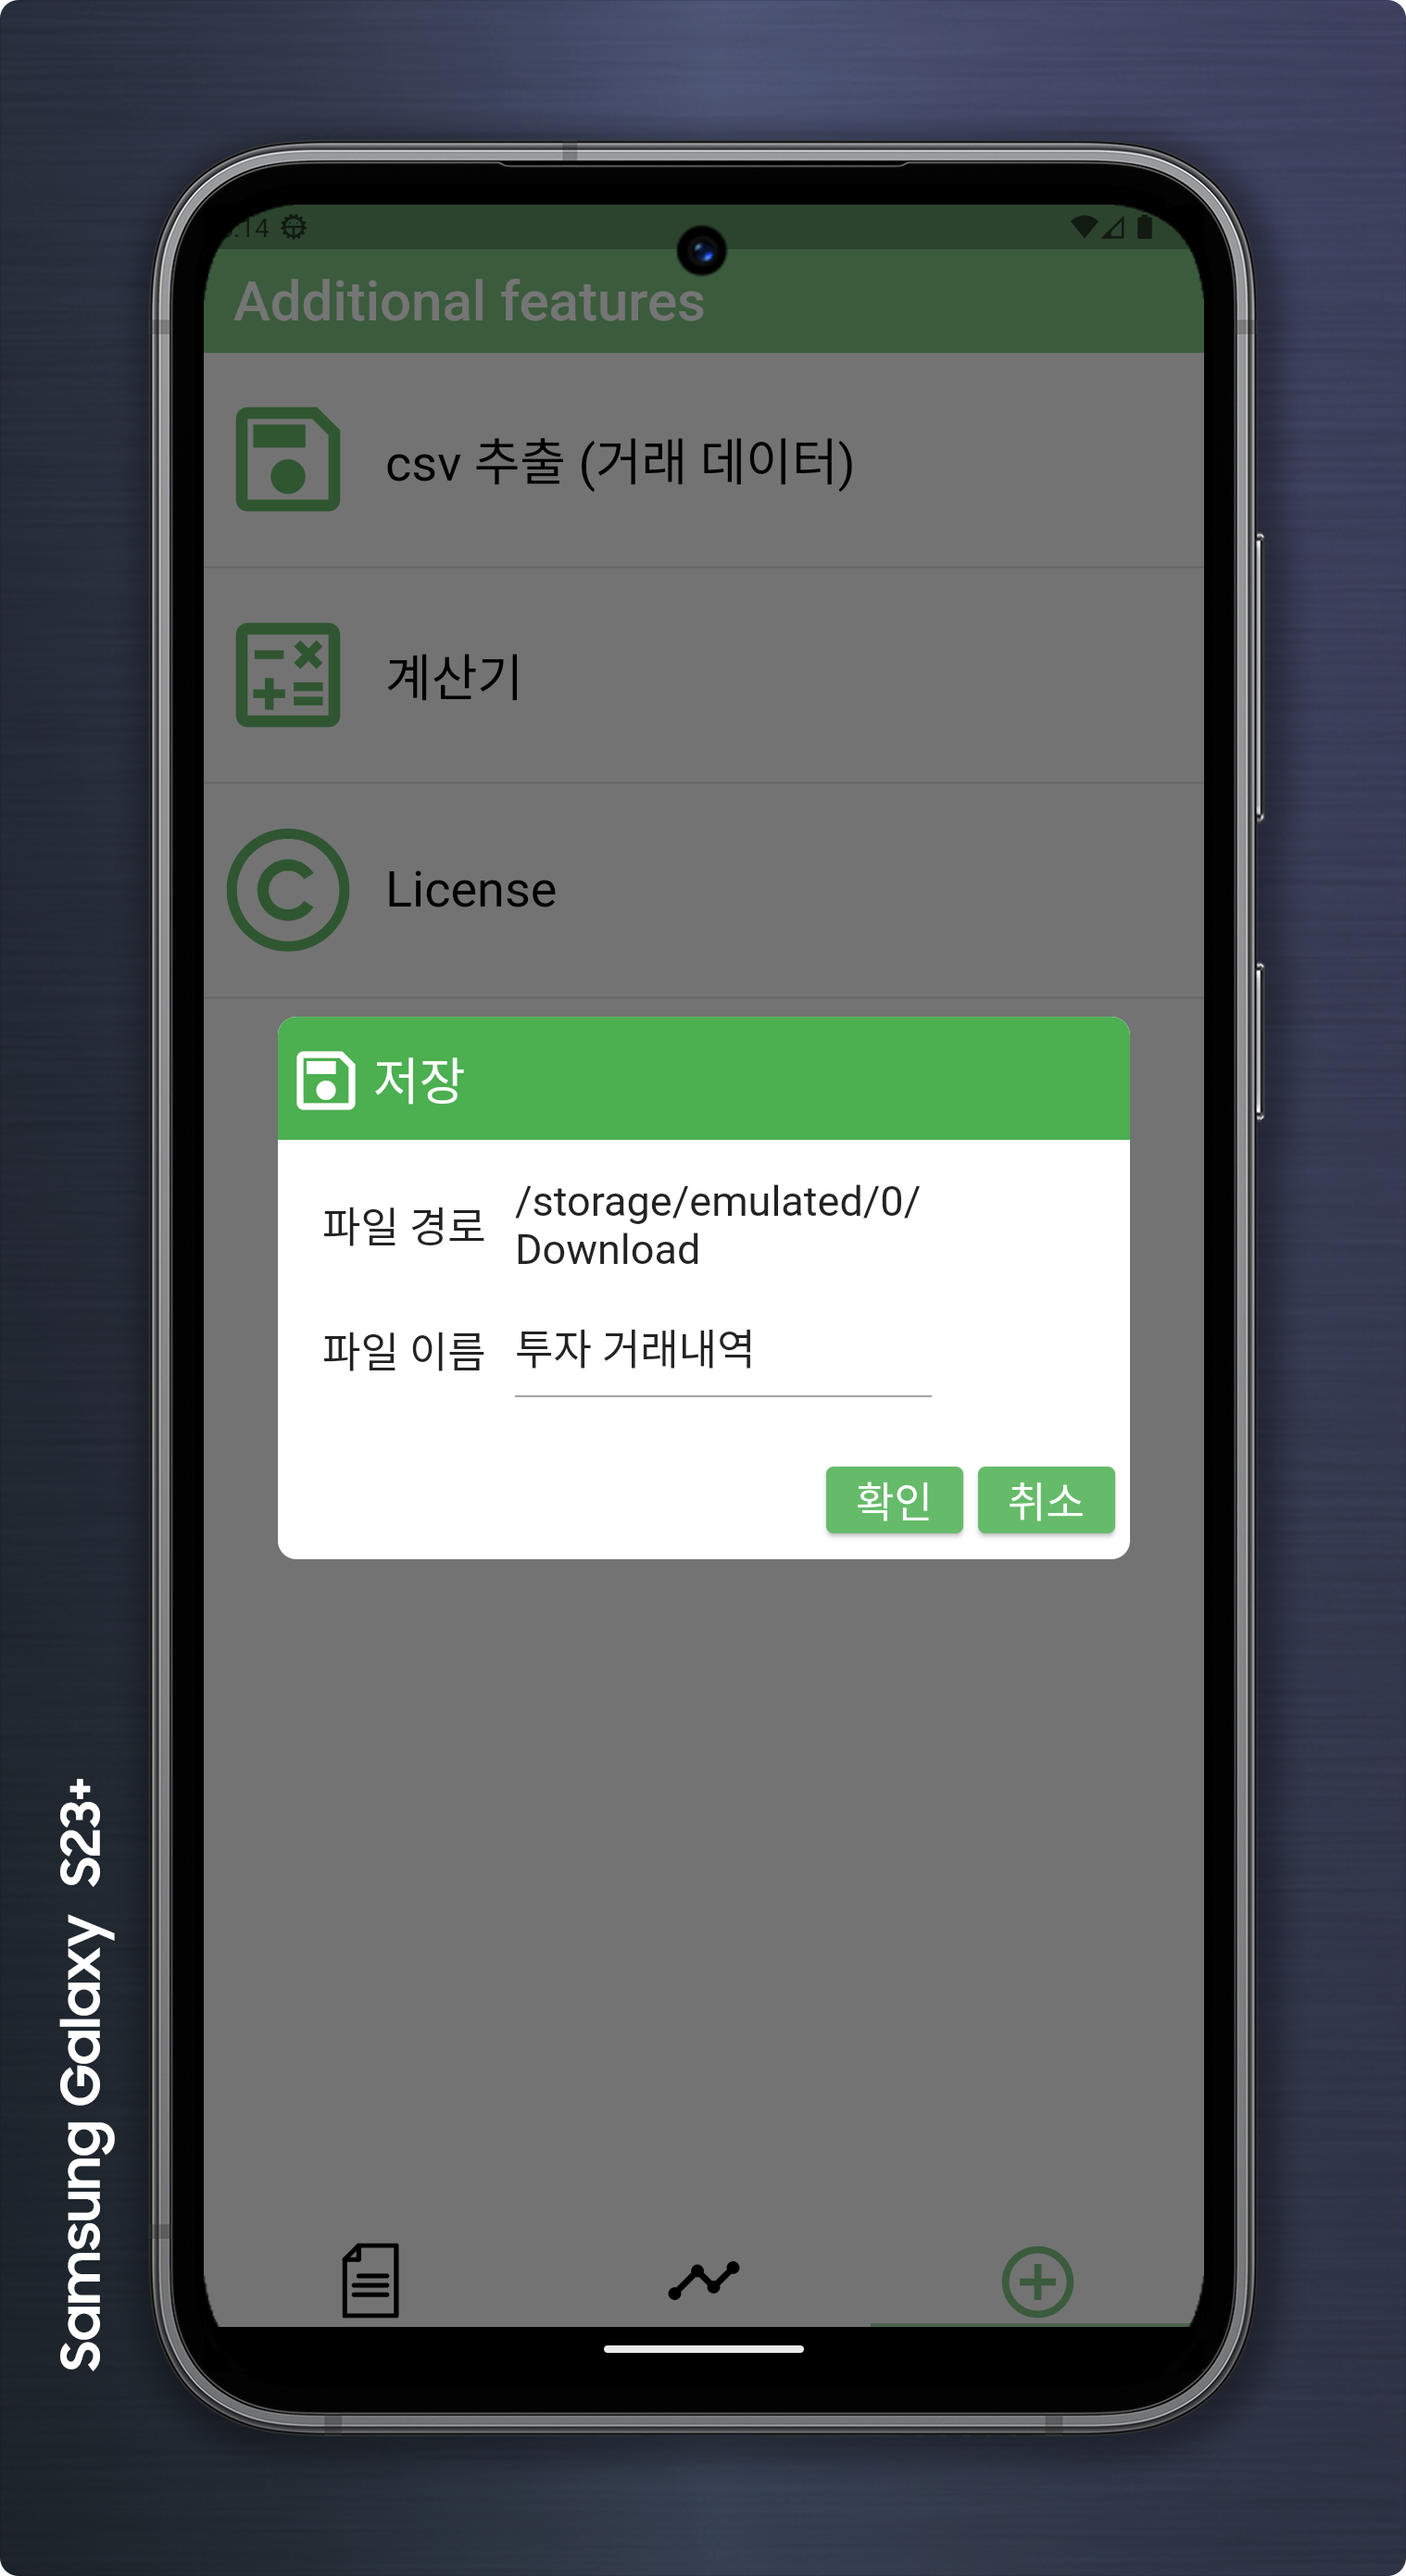 :14
Additional features
csv 추출 (거래 데이터)
계산기
License
저장
파일 경로
/storage/emulated/0/
Download
파일 이름
투자 거래내역
확인
취소
Samsung Galaxy S23+